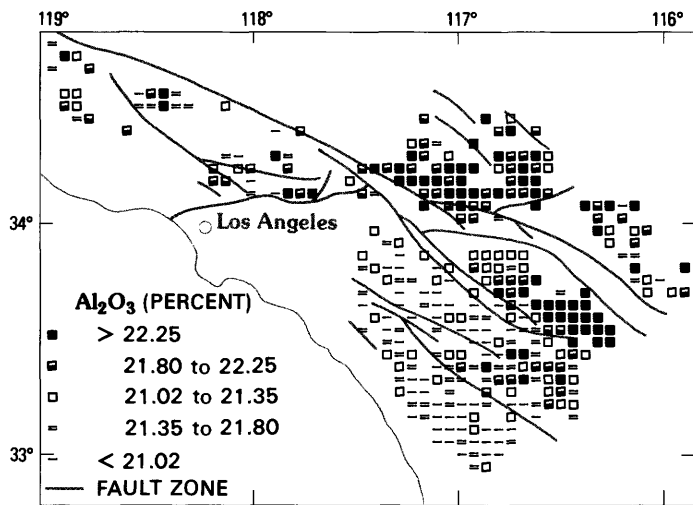 119° 118° 117° 116°
34°
Los Angeles
Al₂O₃ (PERCENT)
> 22.25
21.80 to 22.25
21.02 to 21.35
21.35 to 21.80
< 21.02
33°
FAULT ZONE